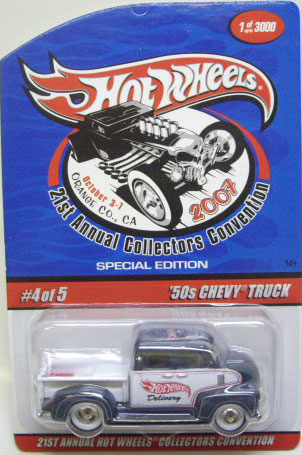 1 of 3000
HOT WHEELS
October 3-7
ORANGE CO., CA
2007
21st Annual Collectors Convention
SPECIAL EDITION
#4 of 5
'50s CHEVY® TRUCK
HOT WHEELS
Delivery
21ST ANNUAL HOT WHEELS® COLLECTORS CONVENTION